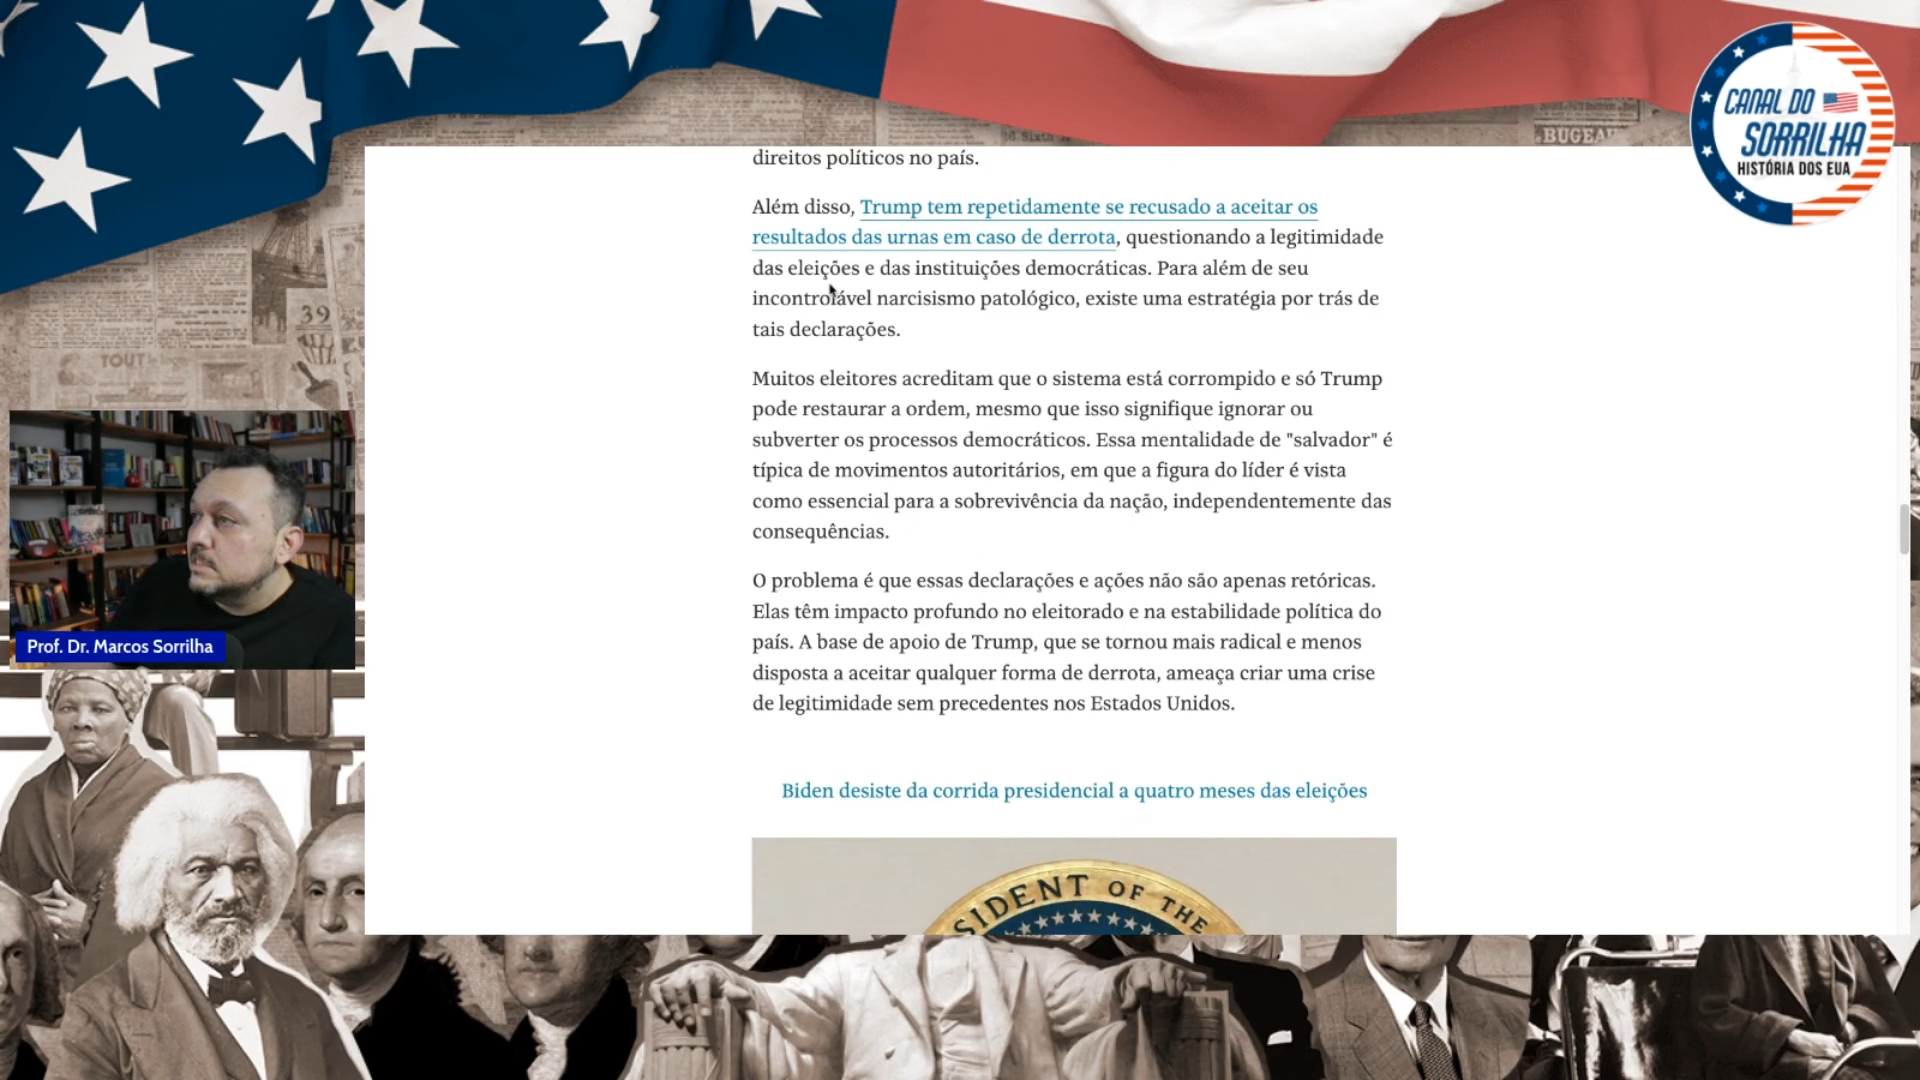 .BUGEAU
39
TOUT
CANAL DO
SORRILHA
HISTÓRIA DOS EUA
direitos políticos no país.
Além disso, Trump tem repetidamente se recusado a aceitar os
resultados das urnas em caso de derrota, questionando a legitimidade
das eleições e das instituições democráticas. Para além de seu
incontrolável narcisismo patológico, existe uma estratégia por trás de
tais declarações.
Muitos eleitores acreditam que o sistema está corrompido e só Trump
pode restaurar a ordem, mesmo que isso signifique ignorar ou
subverter os processos democráticos. Essa mentalidade de "salvador" é
típica de movimentos autoritários, em que a figura do líder é vista
como essencial para a sobrevivência da nação, independentemente das
consequências.
O problema é que essas declarações e ações não são apenas retóricas.
Elas têm impacto profundo no eleitorado e na estabilidade política do
país. A base de apoio de Trump, que se tornou mais radical e menos
disposta a aceitar qualquer forma de derrota, ameaça criar uma crise
de legitimidade sem precedentes nos Estados Unidos.
Biden desiste da corrida presidencial a quatro meses das eleições
SIDENT OF THE
Prof. Dr. Marcos Sorrilha